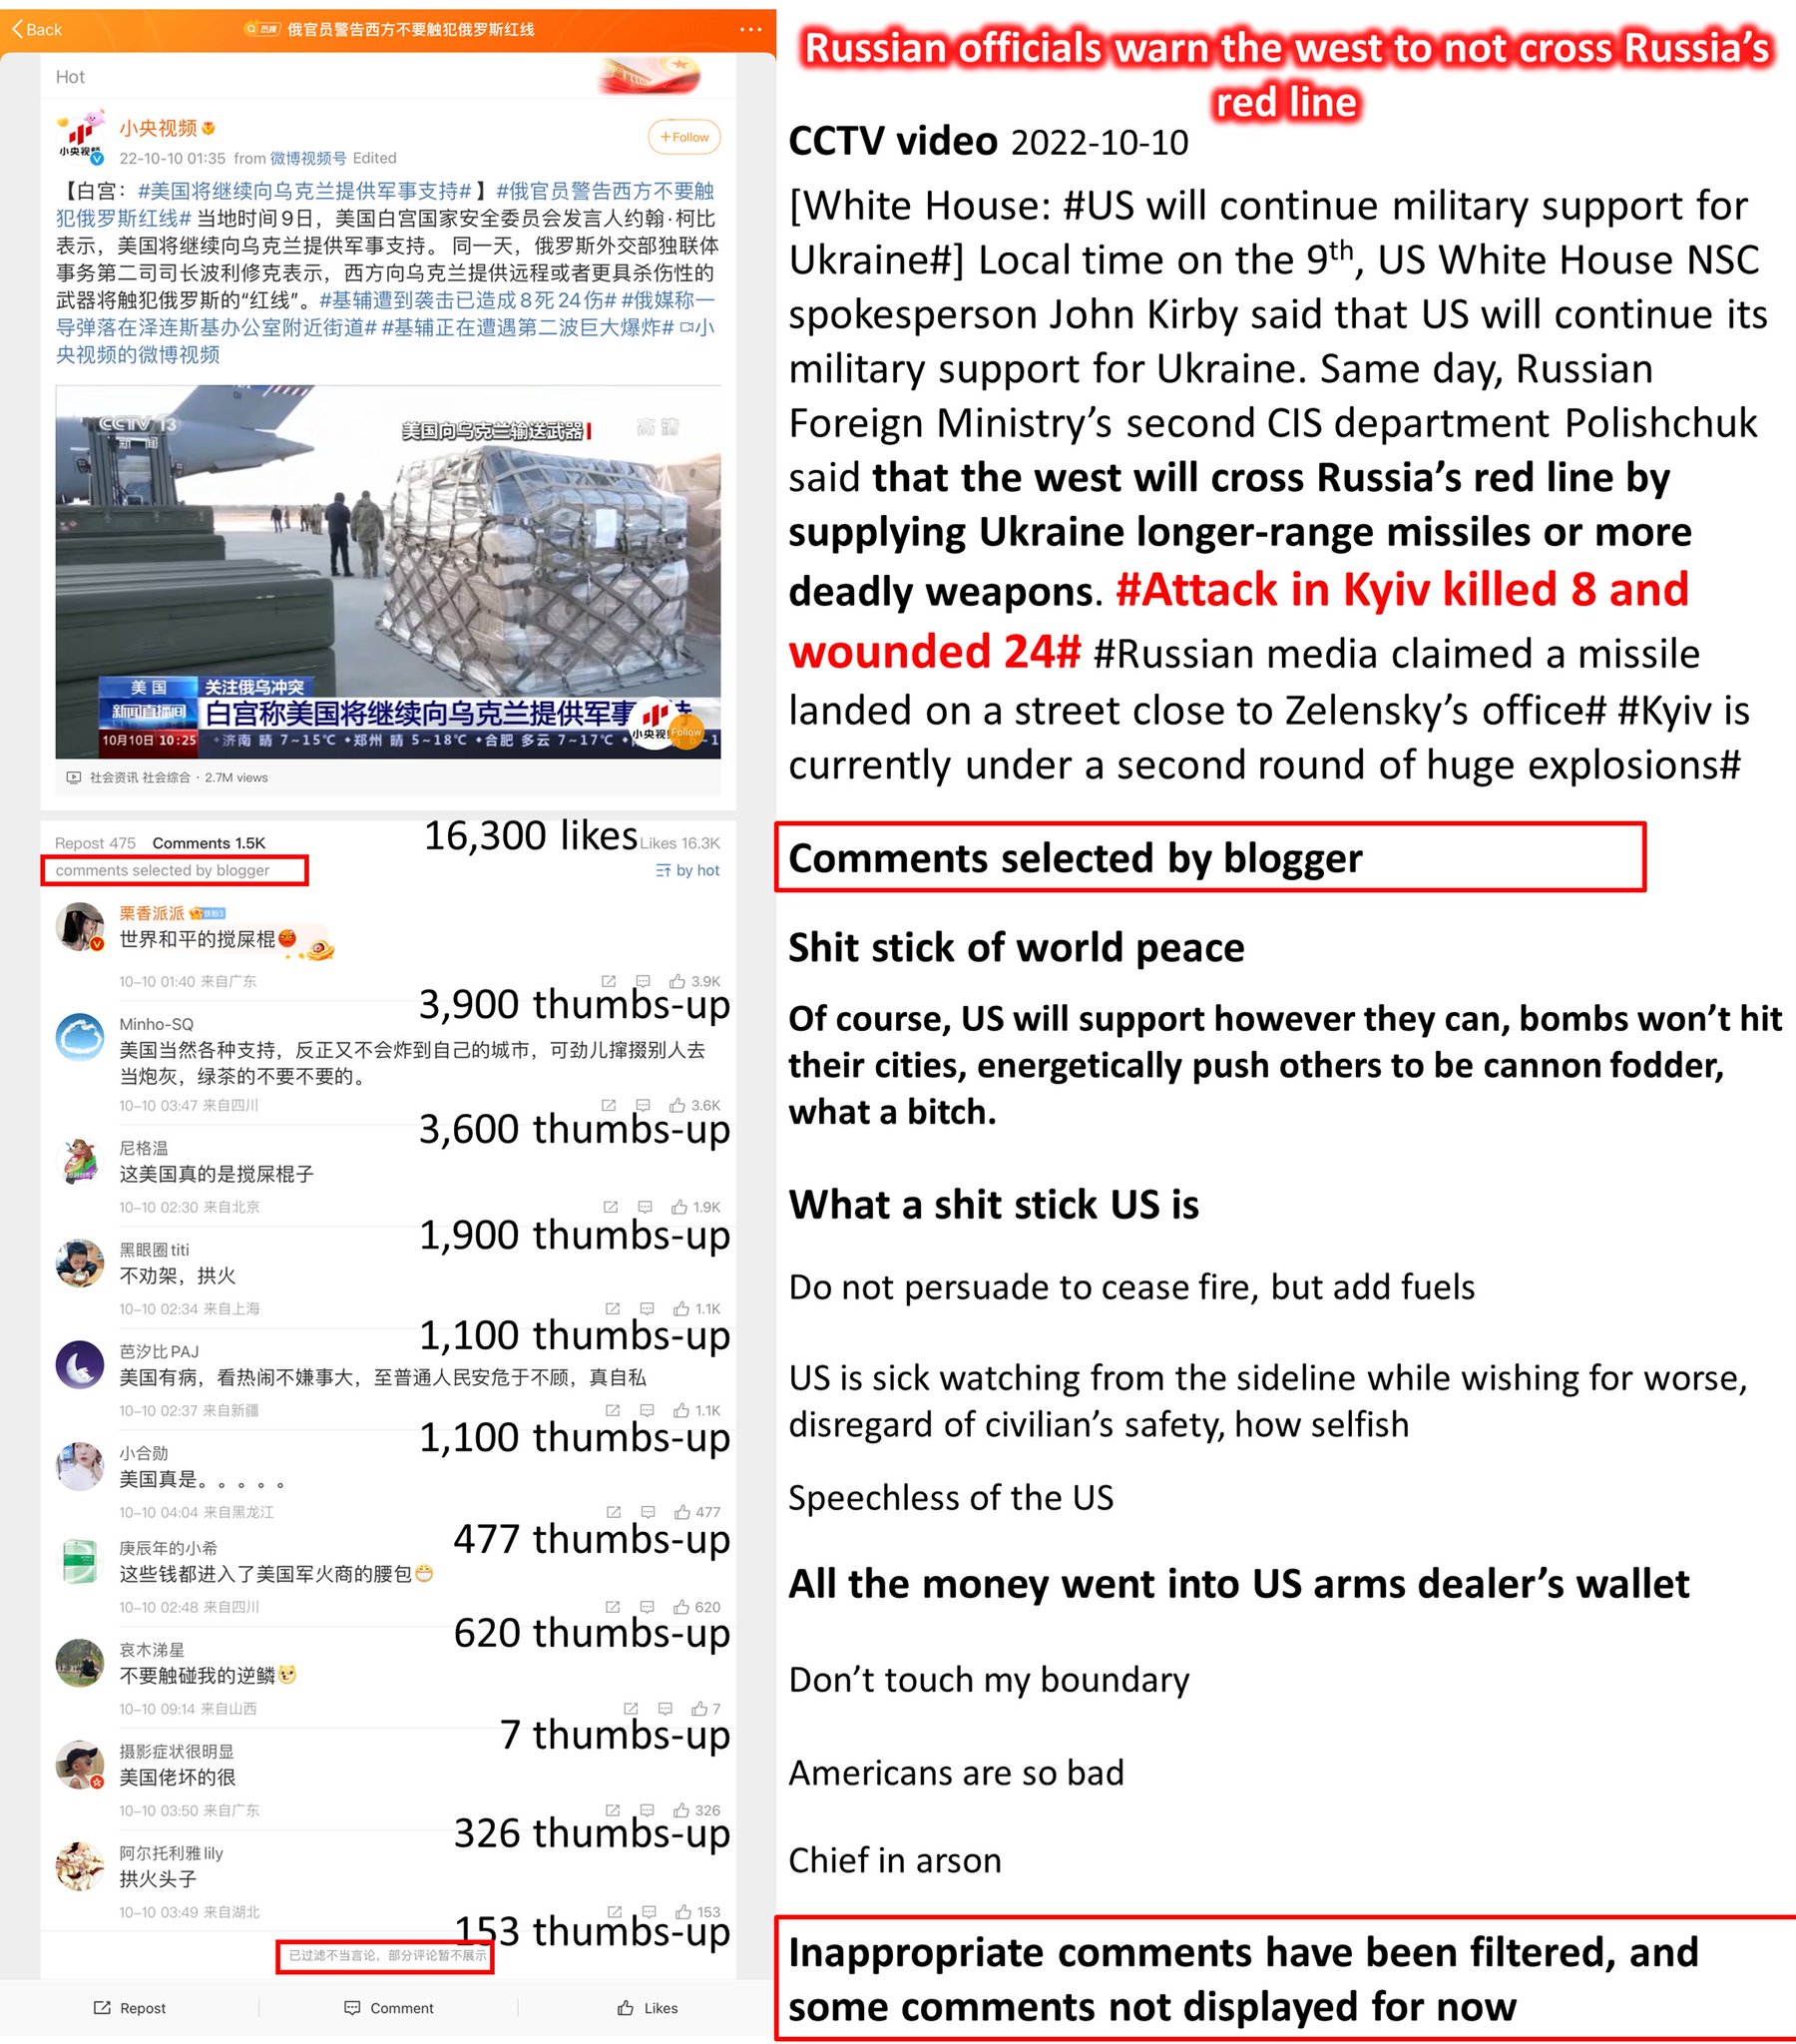 Back
热搜 俄官员警告西方不要触犯俄罗斯红线
Hot
小央视频
小央视频
+Follow
22-10-10 01:35 from 微博视频号 Edited
【白宫：#美国将继续向乌克兰提供军事支持# 】#俄官员警告西方不要触
犯俄罗斯红线# 当地时间9日，美国白宫国家安全委员会发言人约翰·柯比
表示，美国将继续向乌克兰提供军事支持。 同一天，俄罗斯外交部独联体
事务第二司司长波利修克表示，西方向乌克兰提供远程或者更具杀伤性的
武器将触犯俄罗斯的“红线”。#基辅遭到袭击已造成8死24伤# #俄媒称一
导弹落在泽连斯基办公室附近街道# #基辅正在遭遇第二波巨大爆炸# 小
央视频的微博视频
CCTV 13
新闻
美国向乌克兰输送武器
高清
美国
关注俄乌冲突
新闻直播间
白宫称美国将继续向乌克兰提供军事
10月10日 10:25
济南 晴 7~15℃ 郑州 晴 5~18℃ 合肥 多云 7~17℃
小央视频
Follow
社会资讯 社会综合 · 2.7M views
Repost 475 Comments 1.5K
16,300 likes
Likes 16.3K
comments selected by blogger
by hot
栗香派派 铁粉3
世界和平的搅屎棍
10-10 01:40 来自广东
3.9K
3,900 thumbs-up
Minho-SQ
美国当然各种支持，反正又不会炸到自己的城市，可劲儿撺掇别人去
当炮灰，绿茶的不要不要的。
10-10 03:47 来自四川
3.6K
3,600 thumbs-up
尼格温
这美国真的是搅屎棍子
10-10 02:30 来自北京
1.9K
1,900 thumbs-up
黑眼圈titi
不劝架，拱火
10-10 02:34 来自上海
1.1K
1,100 thumbs-up
芭汐比PAJ
美国有病，看热闹不嫌事大，至普通人民安危于不顾，真自私
10-10 02:37 来自新疆
1.1K
1,100 thumbs-up
小合勋
美国真是。。。。。
10-10 04:04 来自黑龙江
477
477 thumbs-up
庚辰年的小希
这些钱都进入了美国军火商的腰包
10-10 02:48 来自四川
620
620 thumbs-up
哀木涕星
不要触碰我的逆鳞
10-10 09:14 来自山西
7
7 thumbs-up
摄影症状很明显
美国佬坏的很
10-10 03:50 来自广东
326
326 thumbs-up
阿尔托利雅lily
拱火头子
10-10 03:49 来自湖北
153
153 thumbs-up
已过滤不当言论，部分评论暂不展示
Repost
Comment
Likes
Russian officials warn the west to not cross Russia’s
red line
CCTV video 2022-10-10
[White House: #US will continue military support for
Ukraine#] Local time on the 9th, US White House NSC
spokesperson John Kirby said that US will continue its
military support for Ukraine. Same day, Russian
Foreign Ministry’s second CIS department Polishchuk
said that the west will cross Russia’s red line by
supplying Ukraine longer-range missiles or more
deadly weapons. #Attack in Kyiv killed 8 and
wounded 24# #Russian media claimed a missile
landed on a street close to Zelensky’s office# #Kyiv is
currently under a second round of huge explosions#
Comments selected by blogger
Shit stick of world peace
Of course, US will support however they can, bombs won’t hit
their cities, energetically push others to be cannon fodder,
what a bitch.
What a shit stick US is
Do not persuade to cease fire, but add fuels
US is sick watching from the sideline while wishing for worse,
disregard of civilian’s safety, how selfish
Speechless of the US
All the money went into US arms dealer’s wallet
Don’t touch my boundary
Americans are so bad
Chief in arson
Inappropriate comments have been filtered, and
some comments not displayed for now